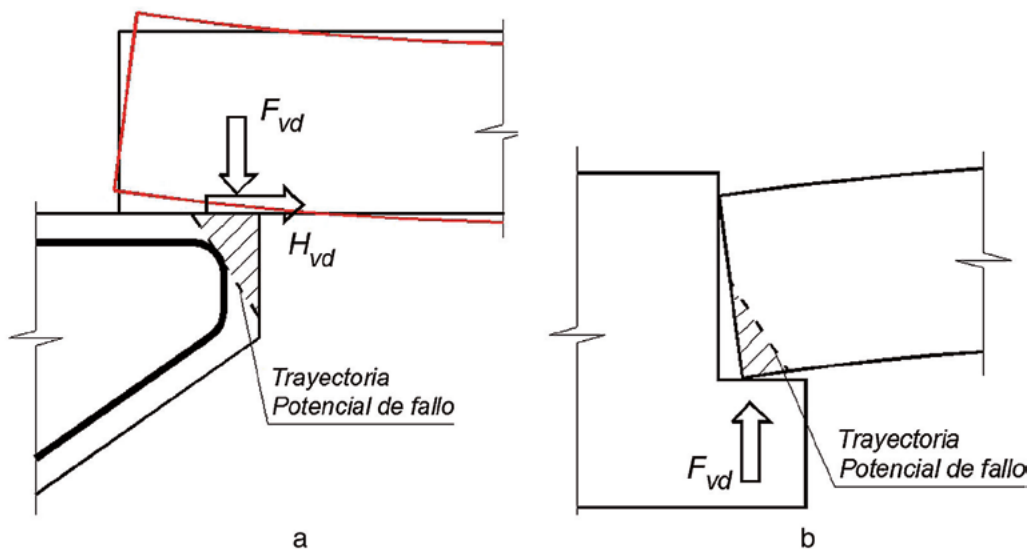 F_vd
H_vd
Trayectoria
Potencial de fallo
a
F_vd
Trayectoria
Potencial de fallo
b